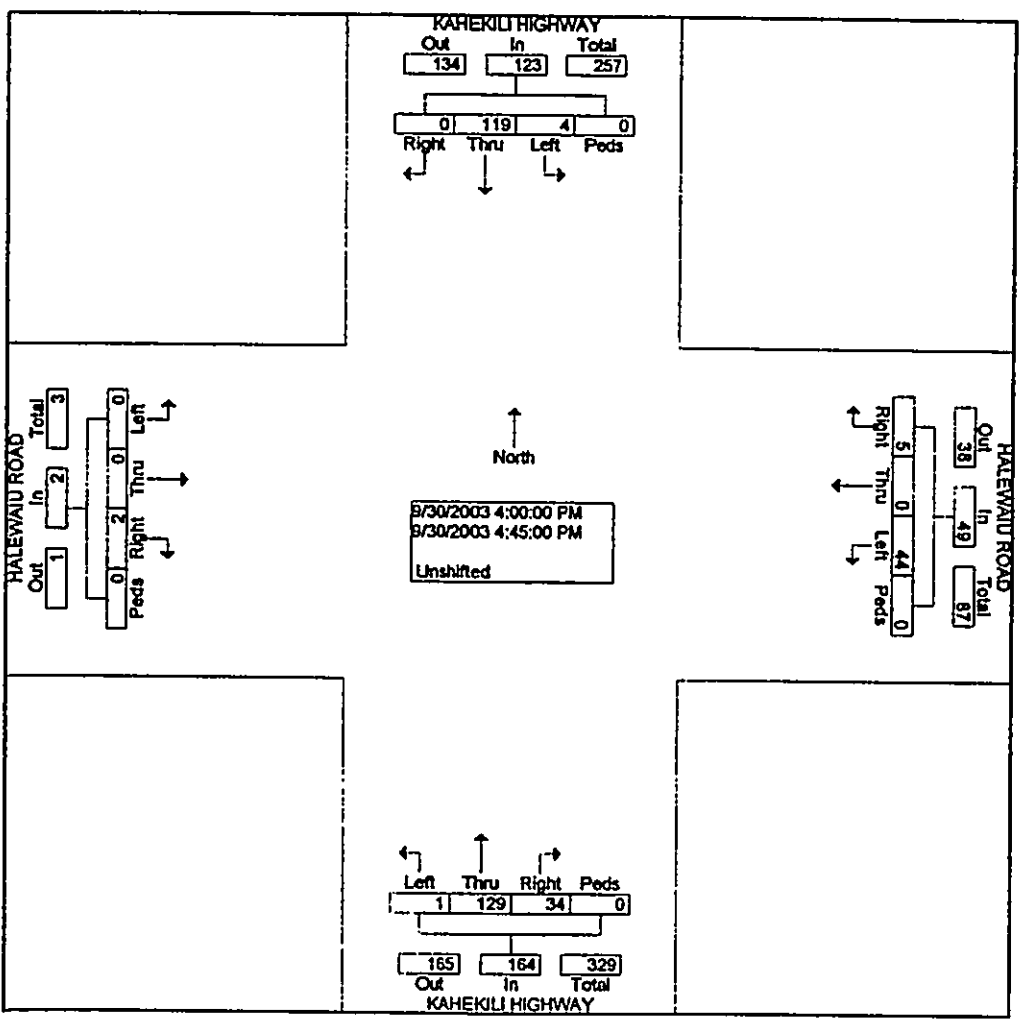 KAHEKILI HIGHWAY
Out In Total
134 123 257
0 119 4 0
Right Thru Left Peds
HALEWAIU ROAD
Total In Out
3 2 1
0 0 2 0
Left Thru Right Peds
North
9/30/2003 4:00:00 PM
9/30/2003 4:45:00 PM
Unshifted
HALEWAIU ROAD
Out In Total
38 49 87
5 0 44 0
Right Thru Left Peds
Left Thru Right Peds
1 129 34 0
165 164 329
Out In Total
KAHEKILI HIGHWAY